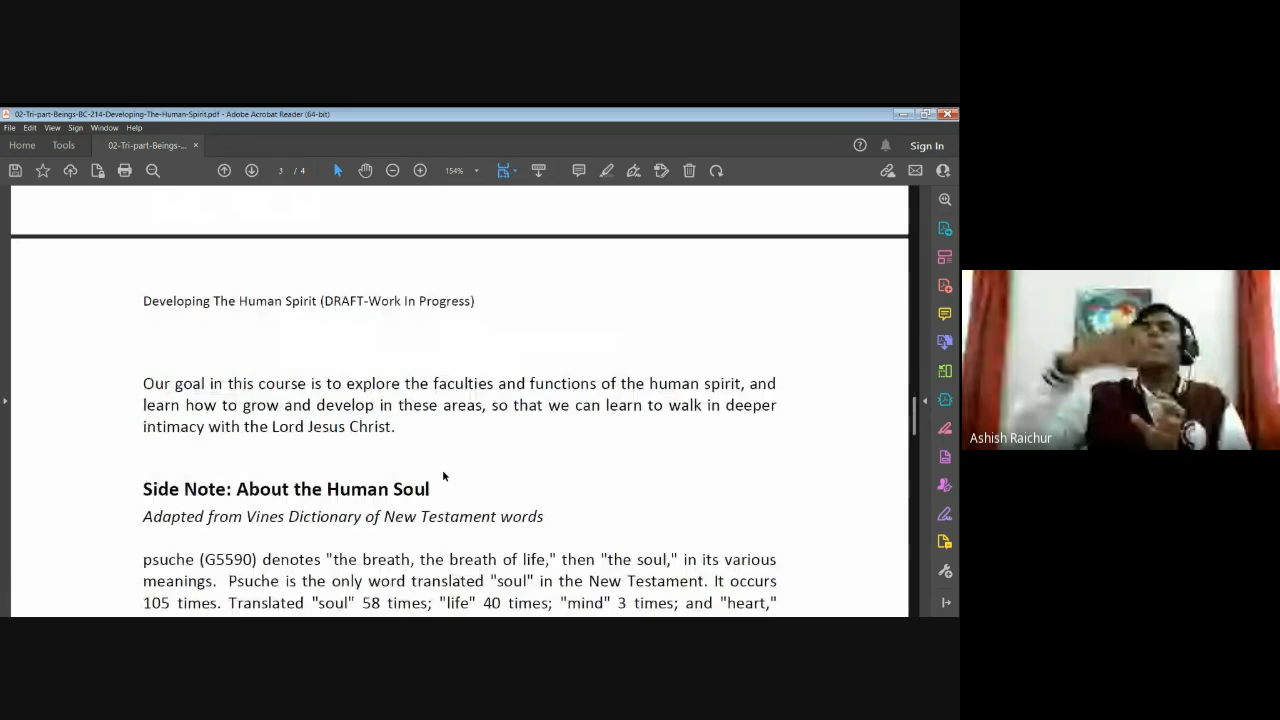 02-Tri-part-Beings-BC-214-Developing-The-Human-Spirit.pdf - Adobe Acrobat Reader (64-bit)
File Edit View Sign Window Help
Home Tools 02-Tri-part-Beings-... × Sign In
3 / 4 154%
Developing The Human Spirit (DRAFT-Work In Progress)
Our goal in this course is to explore the faculties and functions of the human spirit, and
learn how to grow and develop in these areas, so that we can learn to walk in deeper
intimacy with the Lord Jesus Christ.
Side Note: About the Human Soul
Adapted from Vines Dictionary of New Testament words
psuche (G5590) denotes "the breath, the breath of life," then "the soul," in its various
meanings. Psuche is the only word translated "soul" in the New Testament. It occurs
105 times. Translated "soul" 58 times; "life" 40 times; "mind" 3 times; and "heart,"
Ashish Raichur